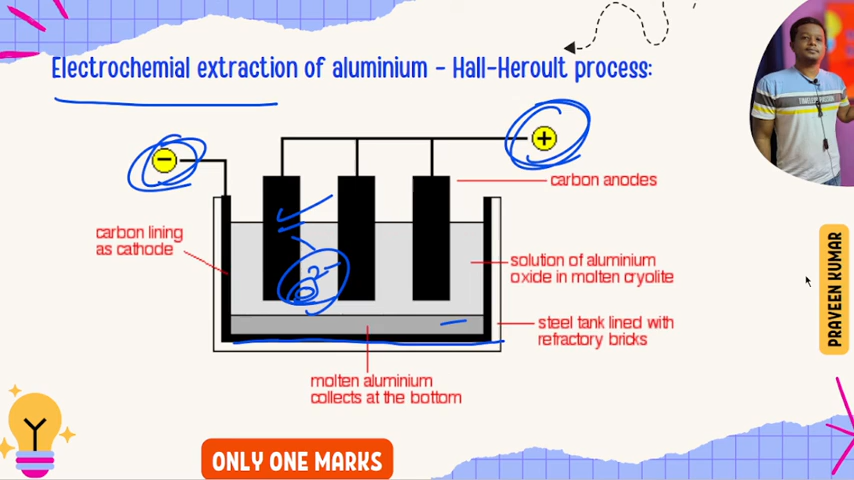 Electrochemial extraction of aluminium - Hall-Heroult process:
−
+
carbon anodes
carbon lining
as cathode
solution of aluminium
oxide in molten cryolite
steel tank lined with
refractory bricks
molten aluminium
collects at the bottom
PRAVEEN KUMAR
ONLY ONE MARKS